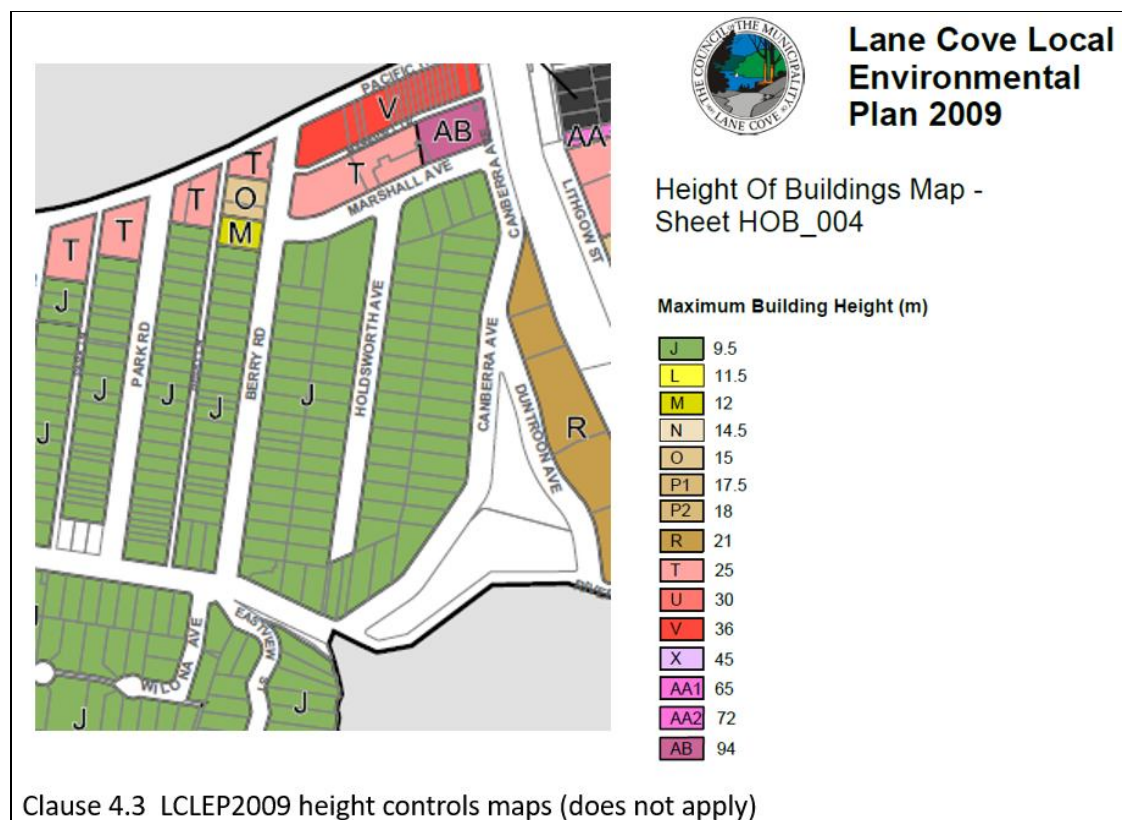 THE COUNCIL OF THE MUNICIPALITY
OF LANE COVE
Lane Cove Local
Environmental
Plan 2009
Height Of Buildings Map -
Sheet HOB_004
Maximum Building Height (m)
J 9.5
L 11.5
M 12
N 14.5
O 15
P1 17.5
P2 18
R 21
T 25
U 30
V 36
X 45
AA1 65
AA2 72
AB 94
PACIFIC
V
AB
AA
T
T
T
T
T
O
M
MARSHALL AVE
CANBERRA AVE
LITHGOW ST
J
J
J
J
J
J
PARK RD
BERRY RD
HOLDSWORTH AVE
CANBERRA AVE
DUNTROON AVE
R
WILONA AVE
EASTVIEW ST
J
J
J
Clause 4.3 LCLEP2009 height controls maps (does not apply)